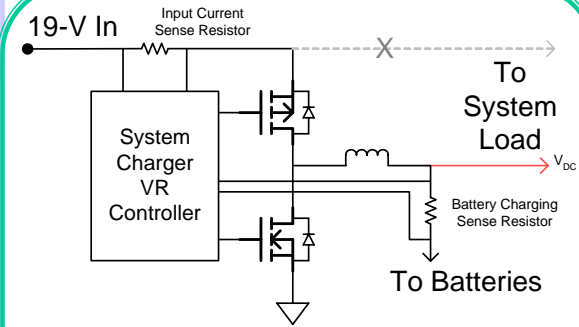 19-V In
Input Current
Sense Resistor
X
To
System
Load
V_DC
System
Charger
VR
Controller
Battery Charging
Sense Resistor
To Batteries